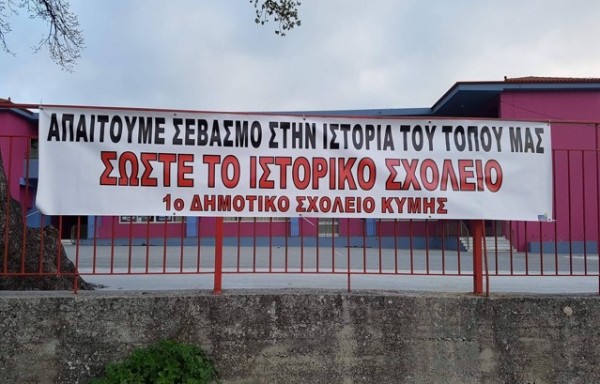 ΑΠΑΙΤΟΥΜΕ ΣΕΒΑΣΜΟ ΣΤΗΝ ΙΣΤΟΡΙΑ ΤΟΥ ΤΟΠΟΥ ΜΑΣ
ΣΩΣΤΕ ΤΟ ΙΣΤΟΡΙΚΟ ΣΧΟΛΕΙΟ
1ο ΔΗΜΟΤΙΚΟ ΣΧΟΛΕΙΟ ΚΥΜΗΣ